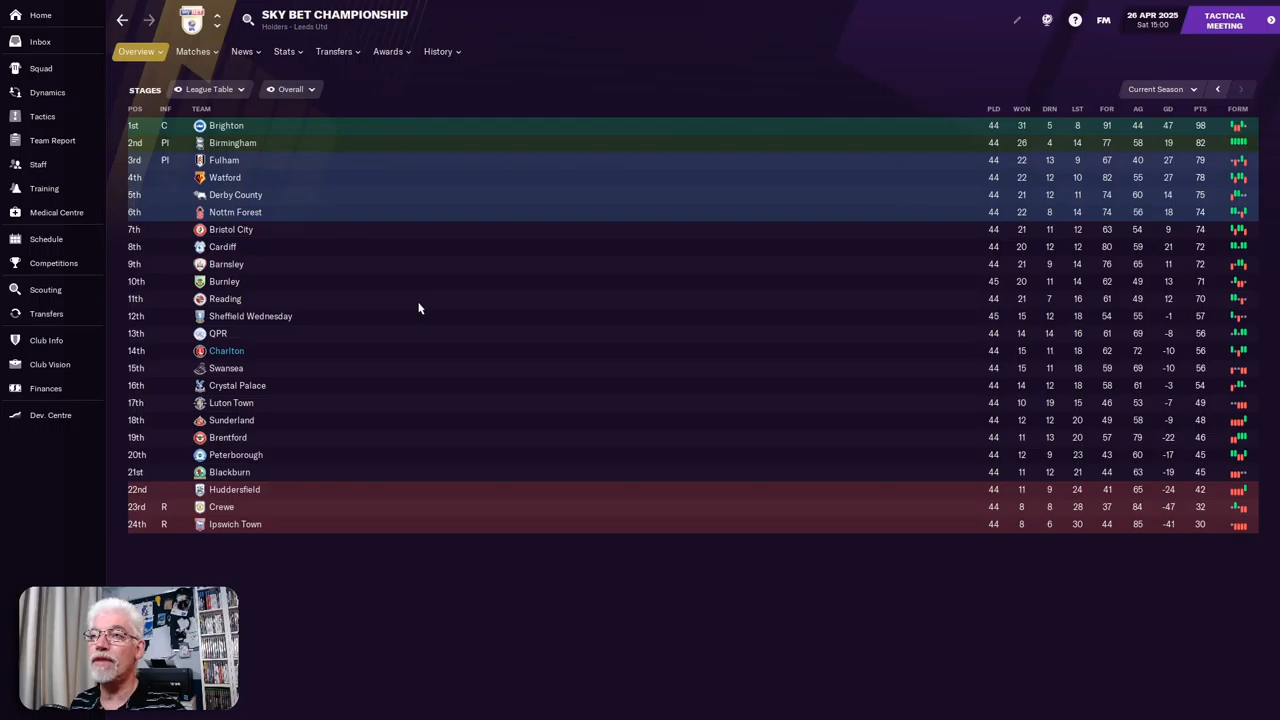 Home
Inbox
Squad
Dynamics
Tactics
Team Report
Staff
Training
Medical Centre
Schedule
Competitions
Scouting
Transfers
Club Info
Club Vision
Finances
Dev. Centre
SKY BET
EFL
SKY BET CHAMPIONSHIP
Holders - Leeds Utd
?
FM
26 APR 2025
Sat 15:00
TACTICAL
MEETING
Overview Matches News Stats Transfers Awards History
STAGES League Table Overall Current Season
POS INF TEAM PLD WON DRN LST FOR AG GD PTS FORM
1st C Brighton 44 31 5 8 91 44 47 98
2nd Pl Birmingham 44 26 4 14 77 58 19 82
3rd Pl Fulham 44 22 13 9 67 40 27 79
4th Watford 44 22 12 10 82 55 27 78
5th Derby County 44 21 12 11 74 60 14 75
6th Nottm Forest 44 22 8 14 74 56 18 74
7th Bristol City 44 21 11 12 63 54 9 74
8th Cardiff 44 20 12 12 80 59 21 72
9th Barnsley 44 21 9 14 76 65 11 72
10th Burnley 45 20 11 14 62 49 13 71
11th Reading 44 21 7 16 61 49 12 70
12th Sheffield Wednesday 45 15 12 18 54 55 -1 57
13th QPR 44 14 14 16 61 69 -8 56
14th Charlton 44 15 11 18 62 72 -10 56
15th Swansea 44 15 11 18 59 69 -10 56
16th Crystal Palace 44 14 12 18 58 61 -3 54
17th Luton Town 44 10 19 15 46 53 -7 49
18th Sunderland 44 12 12 20 49 58 -9 48
19th Brentford 44 11 13 20 57 79 -22 46
20th Peterborough 44 12 9 23 43 60 -17 45
21st Blackburn 44 11 12 21 44 63 -19 45
22nd Huddersfield 44 11 9 24 41 65 -24 42
23rd R Crewe 44 8 8 28 37 84 -47 32
24th R Ipswich Town 44 8 6 30 44 85 -41 30